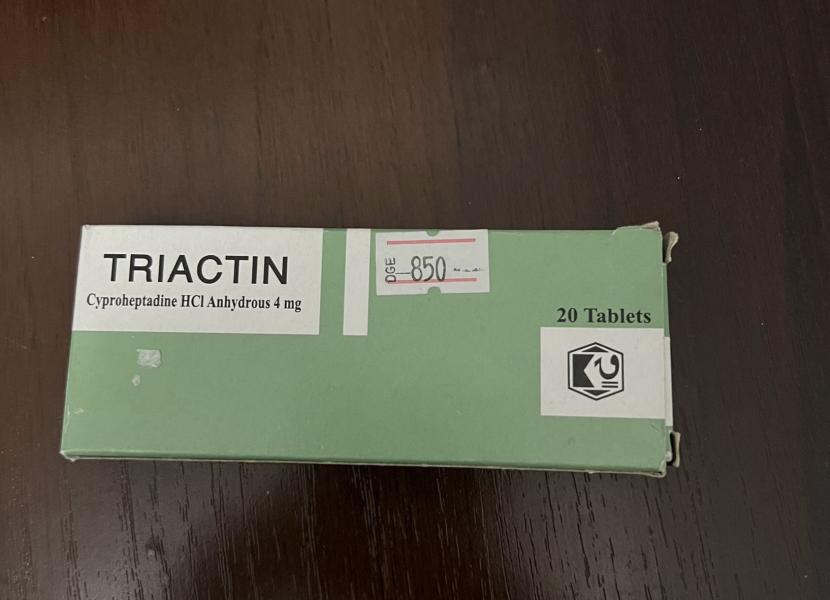 TRIACTIN
Cyproheptadine HCl Anhydrous 4 mg
DGE
850
20 Tablets